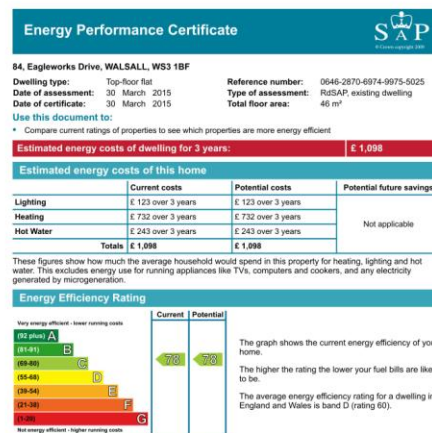 Energy Performance Certificate
SAP
© Crown copyright 2009
84, Eagleworks Drive, WALSALL, WS3 1BF
Dwelling type: Top-floor flat Reference number: 0646-2870-6974-9975-5025
Date of assessment: 30 March 2015 Type of assessment: RdSAP, existing dwelling
Date of certificate: 30 March 2015 Total floor area: 46 m²
Use this document to:
• Compare current ratings of properties to see which properties are more energy efficient
Estimated energy costs of dwelling for 3 years: £ 1,098
Estimated energy costs of this home
Current costs Potential costs Potential future savings
Lighting £ 123 over 3 years £ 123 over 3 years
Heating £ 732 over 3 years £ 732 over 3 years Not applicable
Hot Water £ 243 over 3 years £ 243 over 3 years
Totals £ 1,098 £ 1,098
These figures show how much the average household would spend in this property for heating, lighting and hot
water. This excludes energy use for running appliances like TVs, computers and cookers, and any electricity
generated by microgeneration.
Energy Efficiency Rating
Current Potential
Very energy efficient - lower running costs
(92 plus) A
(81-91) B
(69-80) C 78 78
(55-68) D
(39-54) E
(21-38) F
(1-20) G
Not energy efficient - higher running costs
The graph shows the current energy efficiency of you
home.
The higher the rating the lower your fuel bills are like
to be.
The average energy efficiency rating for a dwelling in
England and Wales is band D (rating 60).